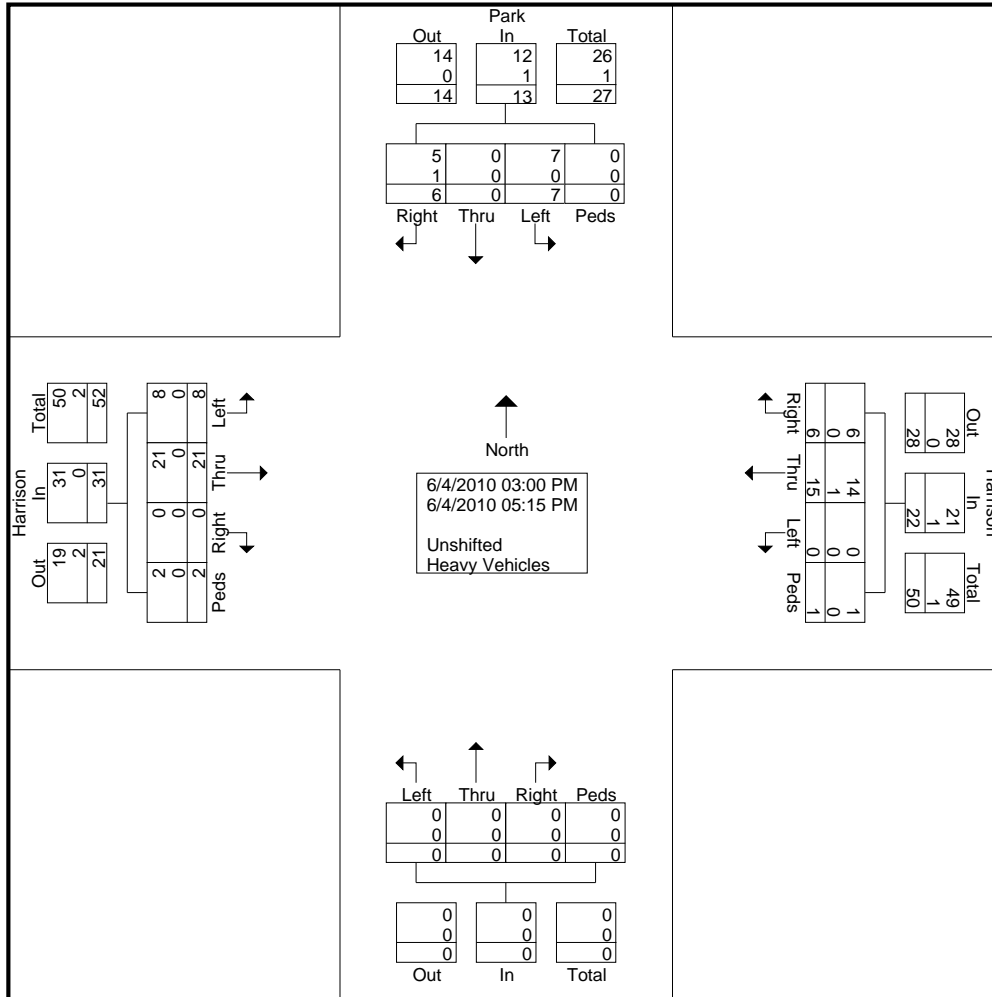 Park
Out In Total
14 12 26
0 1 1
14 13 27
5 0 7 0
1 0 0 0
6 0 7 0
Right Thru Left Peds
Harrison
Total In Out
50 31 19
2 0 2
52 31 21
8 21 0 2
0 0 0 0
8 21 0 2
Left Thru Right Peds
North
6/4/2010 03:00 PM
6/4/2010 05:15 PM
Unshifted
Heavy Vehicles
Right Thru Left Peds
6 14 0 1
0 1 0 0
6 15 0 1
Out In Total
28 21 49
0 1 1
28 22 50
Left Thru Right Peds
0 0 0 0
0 0 0 0
0 0 0 0
0 0 0
0 0 0
0 0 0
Out In Total